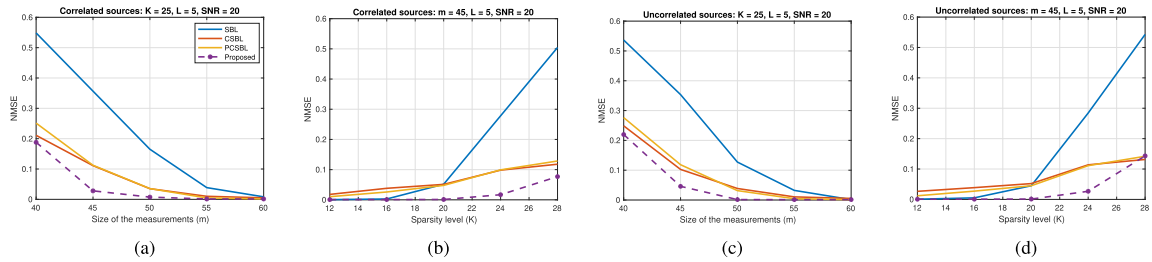 Correlated sources: K = 25, L = 5, SNR = 20
NMSE
0.6
0.5
0.4
0.3
0.2
0.1
0
40 45 50 55 60
Size of the measurements (m)
SBL
CSBL
PCSBL
Proposed
(a)
Correlated sources: m = 45, L = 5, SNR = 20
NMSE
0.6
0.5
0.4
0.3
0.2
0.1
0
12 14 16 18 20 22 24 26 28
Sparsity level (K)
(b)
Uncorrelated sources: K = 25, L = 5, SNR = 20
NMSE
0.6
0.5
0.4
0.3
0.2
0.1
0
40 45 50 55 60
Size of the measurements (m)
(c)
Uncorrelated sources: m = 45, L = 5, SNR = 20
NMSE
0.6
0.5
0.4
0.3
0.2
0.1
0
12 14 16 18 20 22 24 26 28
Sparsity level (K)
(d)